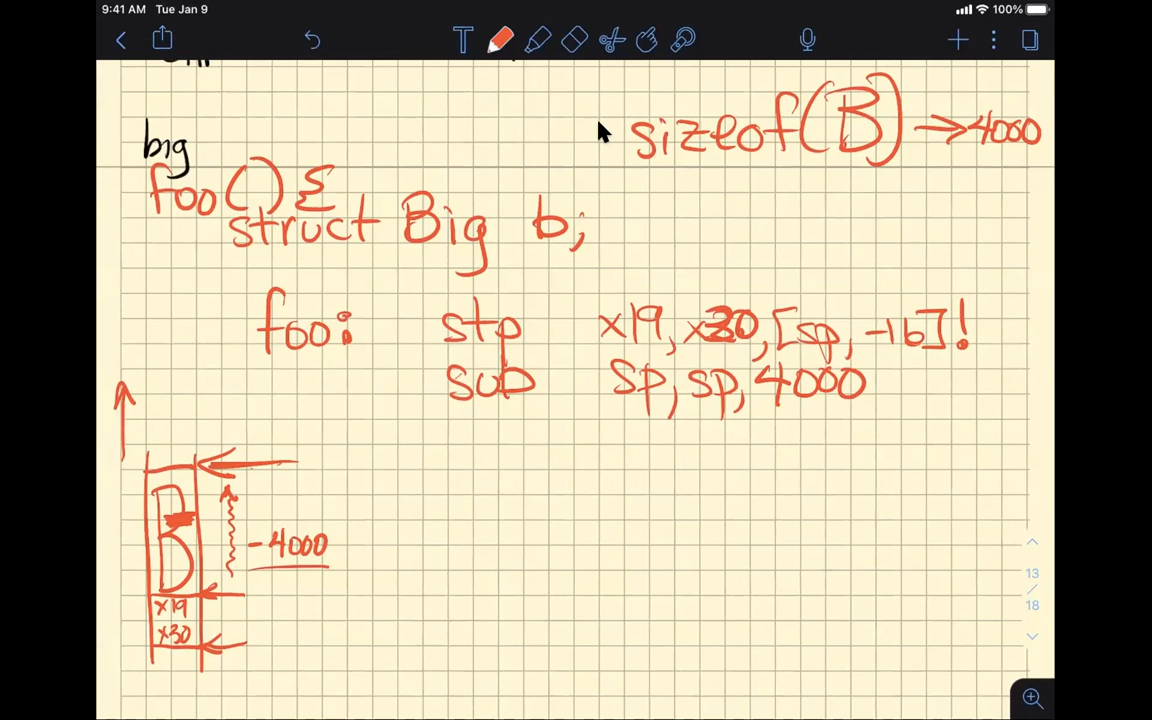 9:41 AM Tue Jan 9
100%
T
sizeof(B) → 4000
big
foo() {
struct Big b;
foo: stp x19, x30, [sp, -16]!
sub sp, sp, 4000
B
-4000
x19
x30
13
/
18